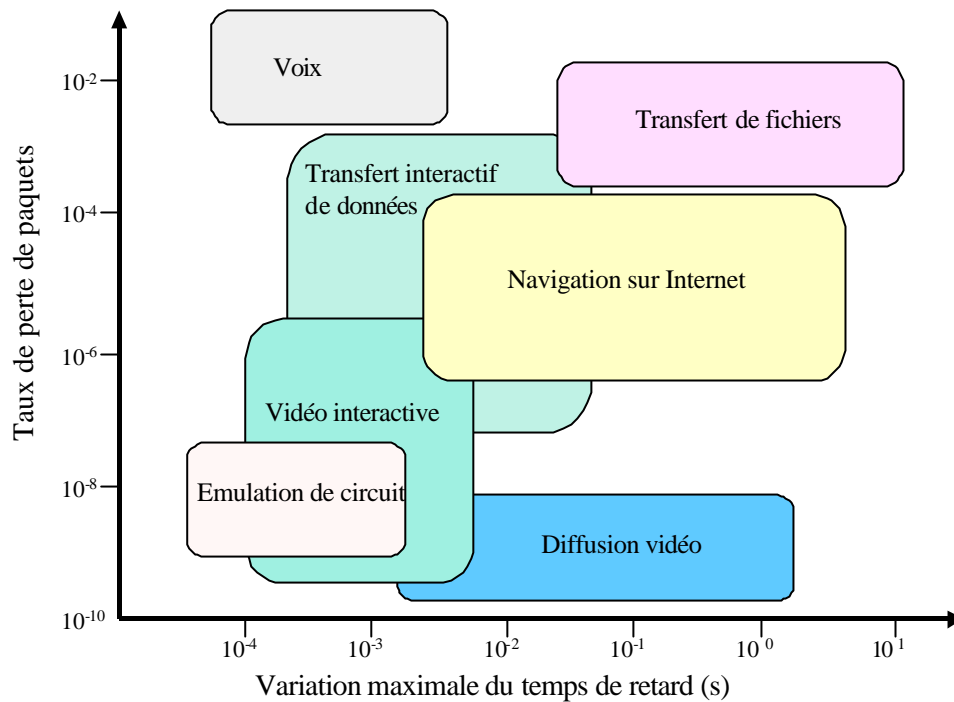 Voix
Transfert de fichiers
Transfert interactif
de données
Navigation sur Internet
Vidéo interactive
Emulation de circuit
Diffusion vidéo
Taux de perte de paquets
10-2
10-4
10-6
10-8
10-10
10-4
10-3
10-2
10-1
10 0
10 1
Variation maximale du temps de retard (s)